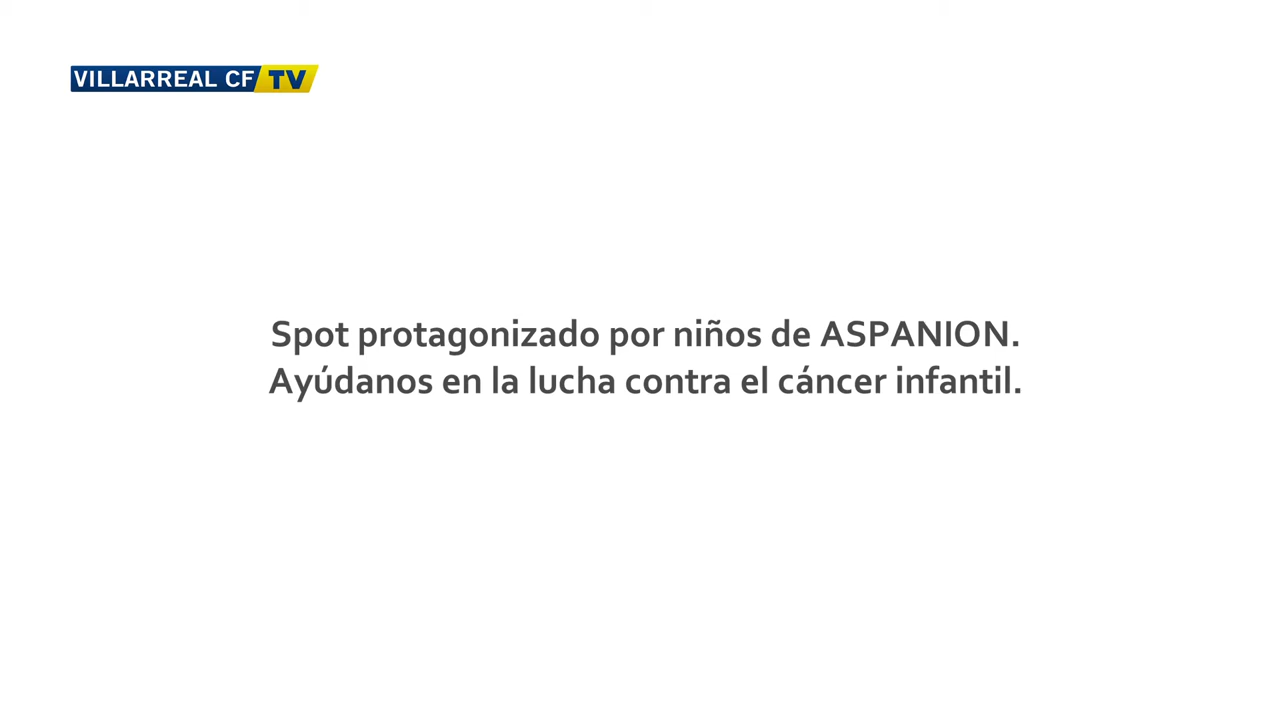 VILLARREAL CF TV
Spot protagonizado por niños de ASPANION.
Ayúdanos en la lucha contra el cáncer infantil.